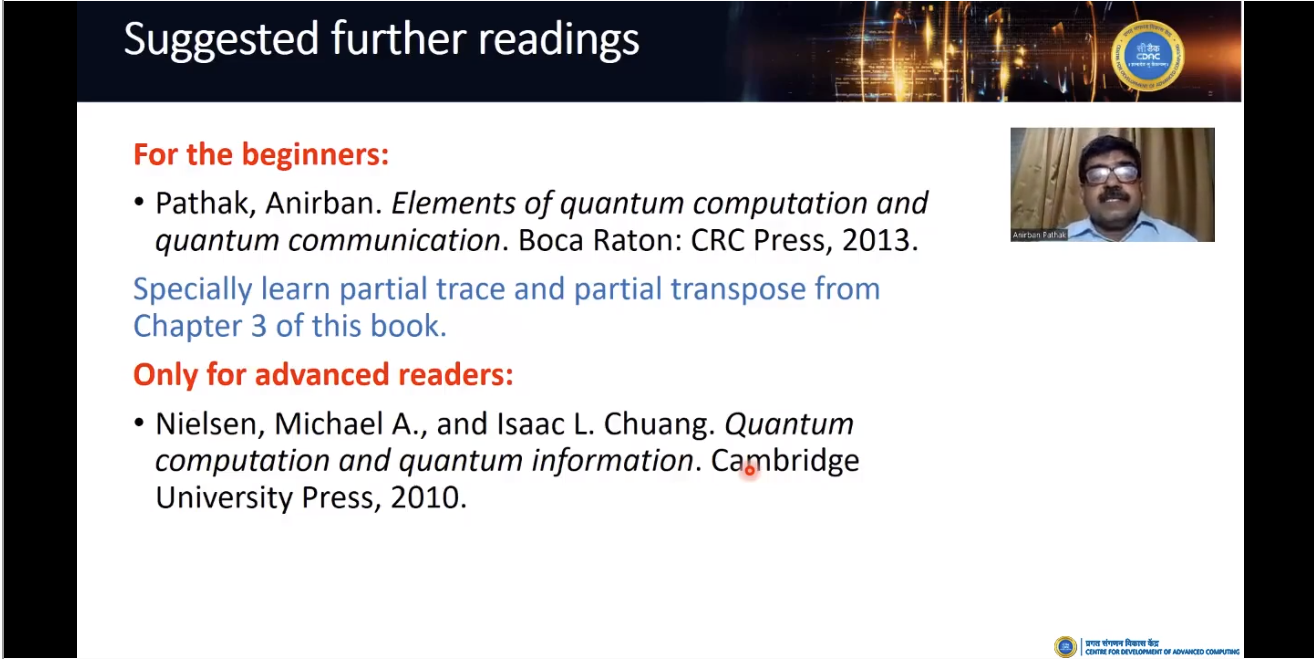 Suggested further readings
सी डैक
CDAC
For the beginners:
• Pathak, Anirban. Elements of quantum computation and
quantum communication. Boca Raton: CRC Press, 2013.
Anirban Pathak
Specially learn partial trace and partial transpose from
Chapter 3 of this book.
Only for advanced readers:
• Nielsen, Michael A., and Isaac L. Chuang. Quantum
computation and quantum information. Cambridge
University Press, 2010.
प्रगत संगणन विकास केंद्र
CENTRE FOR DEVELOPMENT OF ADVANCED COMPUTING